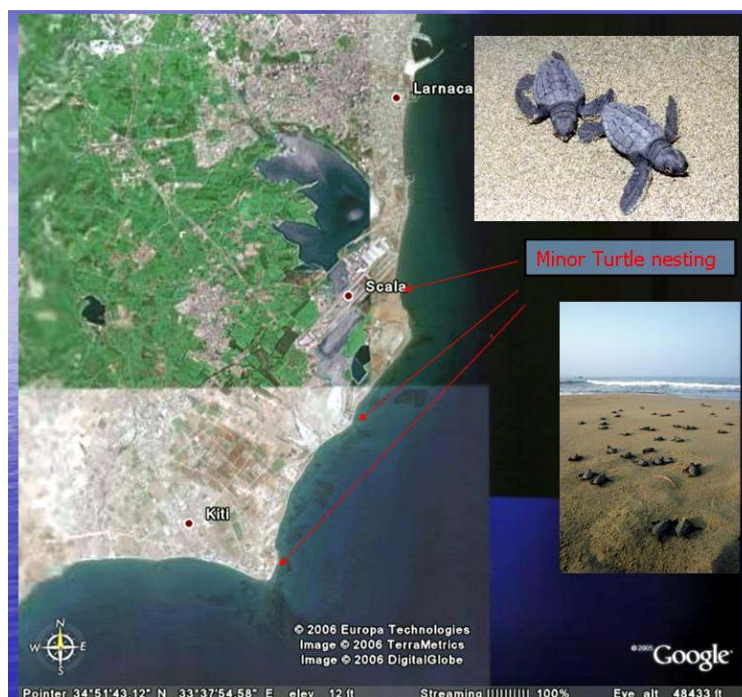 Larnaca
Minor Turtle nesting
Scala
Kiti
N
W E
S
© 2006 Europa Technologies
Image © 2006 TerraMetrics
Image © 2006 DigitalGlobe
©2005 Google™
Pointer 34°51'43.12" N 33°37'54.58" E elev 12 ft Streaming ||||||||| 100% Eye alt 48433 ft